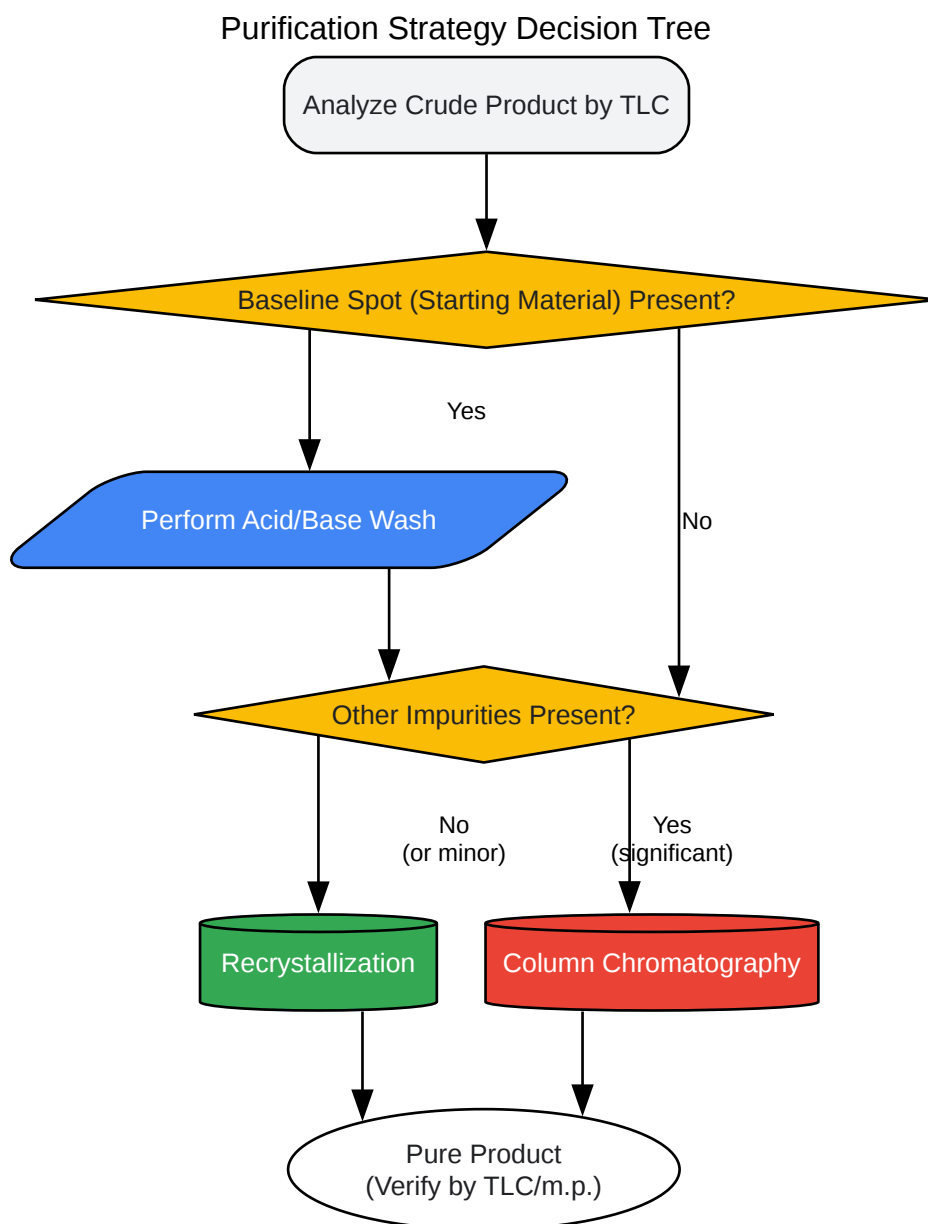 Purification Strategy Decision Tree
Analyze Crude Product by TLC
Baseline Spot (Starting Material) Present?
Yes
Perform Acid/Base Wash
No
Other Impurities Present?
No
(or minor)
Yes
(significant)
Recrystallization
Column Chromatography
Pure Product
(Verify by TLC/m.p.)